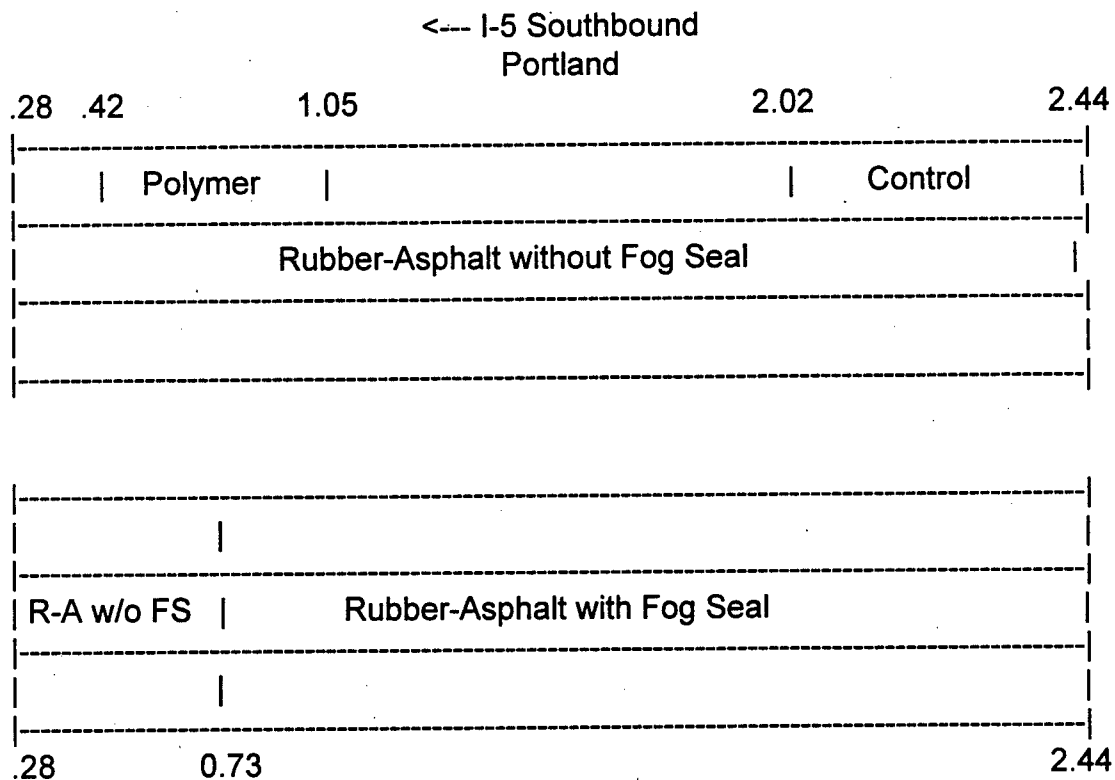 <--- I-5 Southbound
Portland
.28 .42 1.05 2.02 2.44
| Polymer | | Control |
Rubber-Asphalt without Fog Seal |
R-A w/o FS | Rubber-Asphalt with Fog Seal
.28 0.73 2.44